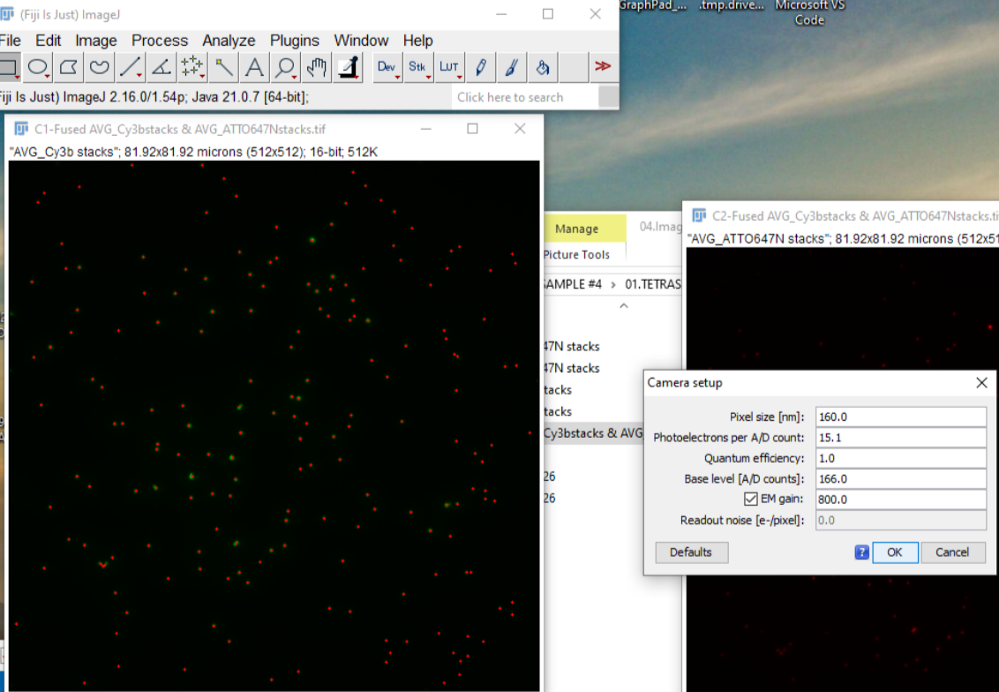 (Fiji Is Just) ImageJ
File Edit Image Process Analyze Plugins Window Help
Dev Stk LUT
Fiji Is Just) ImageJ 2.16.0/1.54p; Java 21.0.7 [64-bit];
Click here to search
GraphPad_... .tmp.drive... Microsoft VS
Code
C1-Fused AVG_Cy3bstacks & AVG_ATTO647Nstacks.tif
"AVG_Cy3b stacks"; 81.92x81.92 microns (512x512); 16-bit; 512K
Manage
04.Imag
Picture Tools
SAMPLE #4 › 01.TETRAS
47N stacks
47N stacks
tacks
tacks
Cy3bstacks & AVG
26
26
C2-Fused AVG_Cy3bstacks & AVG_ATTO647Nstacks.ti
"AVG_ATTO647N stacks"; 81.92x81.92 microns (512x51
Camera setup
Pixel size [nm]: 160.0
Photoelectrons per A/D count: 15.1
Quantum efficiency: 1.0
Base level [A/D counts]: 166.0
EM gain: 800.0
Readout noise [e-/pixel]: 0.0
Defaults ? OK Cancel